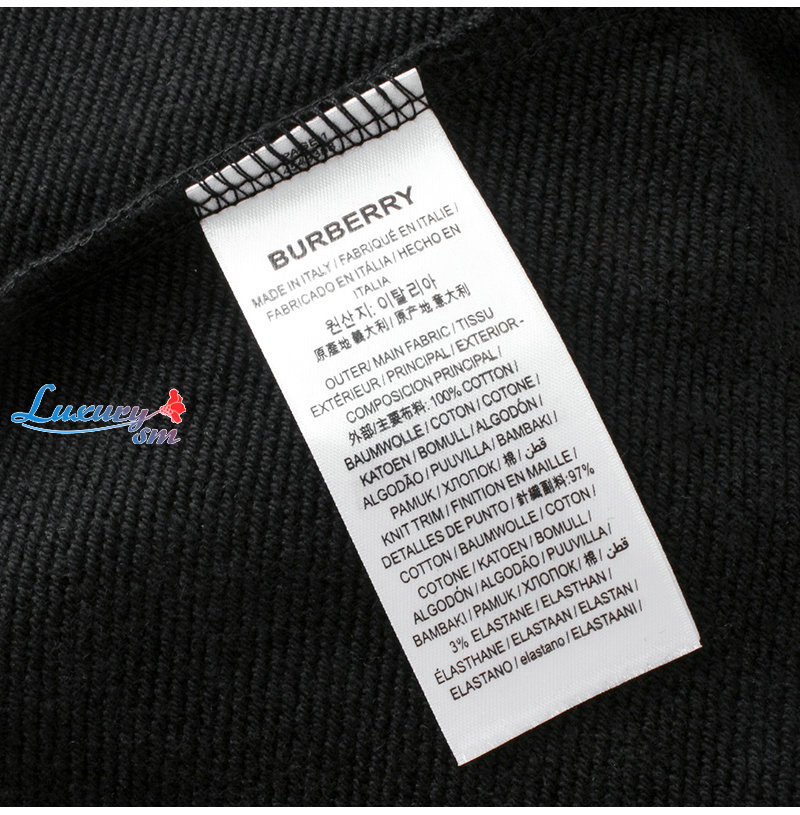 BURBERRY
MADE IN ITALY / FABRIQUÉ EN ITALIE /
FABRICADO EN ITÁLIA / HECHO EN
ITALIA
원산지: 이탈리아
原產地 義大利 / 原产地 意大利
OUTER / MAIN FABRIC / TISSU
EXTÉRIEUR / PRINCIPAL / EXTERIOR -
COMPOSICION PRINCIPAL /
外部/主要布料: 100% COTTON /
BAUMWOLLE / COTON / COTONE /
KATOEN / BOMULL / ALGODÓN /
ALGODÃO / PUUVILLA / BAMBAKI /
PAMUK / ХЛОПОК / 棉 / قطن
KNIT TRIM / FINITION EN MAILLE /
DETALLES DE PUNTO / 針織副料: 97%
COTTON / BAUMWOLLE / COTON /
COTONE / KATOEN / BOMULL /
ALGODÓN / ALGODÃO / PUUVILLA /
BAMBAKI / PAMUK / ХЛОПОК / 棉 / قطن
3% ELASTANE / ELASTHAN /
ÉLASTHANE / ELASTAAN / ELASTAN /
ELASTANO / elastano / ELASTAANI /
Luxury
sm